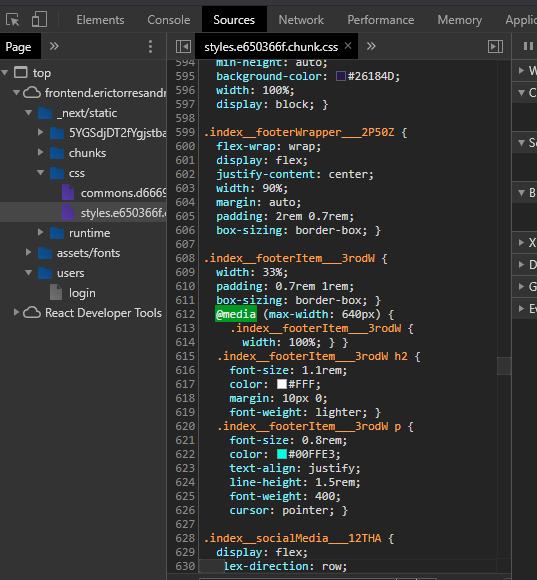 Elements Console Sources Network Performance Memory Applicati
Page »
styles.e650366f.chunk.css × »
top
frontend.erictorresandr
_next/static
5YGSdjDT2fYgjstba
chunks
css
commons.d6669
styles.e650366f.c
runtime
assets/fonts
users
login
React Developer Tools
594 min-height: auto;
595 background-color: #26184D;
596 width: 100%;
597 display: block; }
598
599 .index__footerWrapper___2P50Z {
600 flex-wrap: wrap;
601 display: flex;
602 justify-content: center;
603 width: 90%;
604 margin: auto;
605 padding: 2rem 0.7rem;
606 box-sizing: border-box; }
607
608 .index__footerItem___3rodW {
609 width: 33%;
610 padding: 0.7rem 1rem;
611 box-sizing: border-box; }
612 @media (max-width: 640px) {
613 .index__footerItem___3rodW {
614 width: 100%; } }
615 .index__footerItem___3rodW h2 {
616 font-size: 1.1rem;
617 color: #FFF;
618 margin: 10px 0;
619 font-weight: lighter; }
620 .index__footerItem___3rodW p {
621 font-size: 0.8rem;
622 color: #00FFE3;
623 text-align: justify;
624 line-height: 1.5rem;
625 font-weight: 400;
626 cursor: pointer; }
627
628 .index__socialMedia___12THA {
629 display: flex;
630 lex-direction: row;
W
C
S
B
X
D
G
E